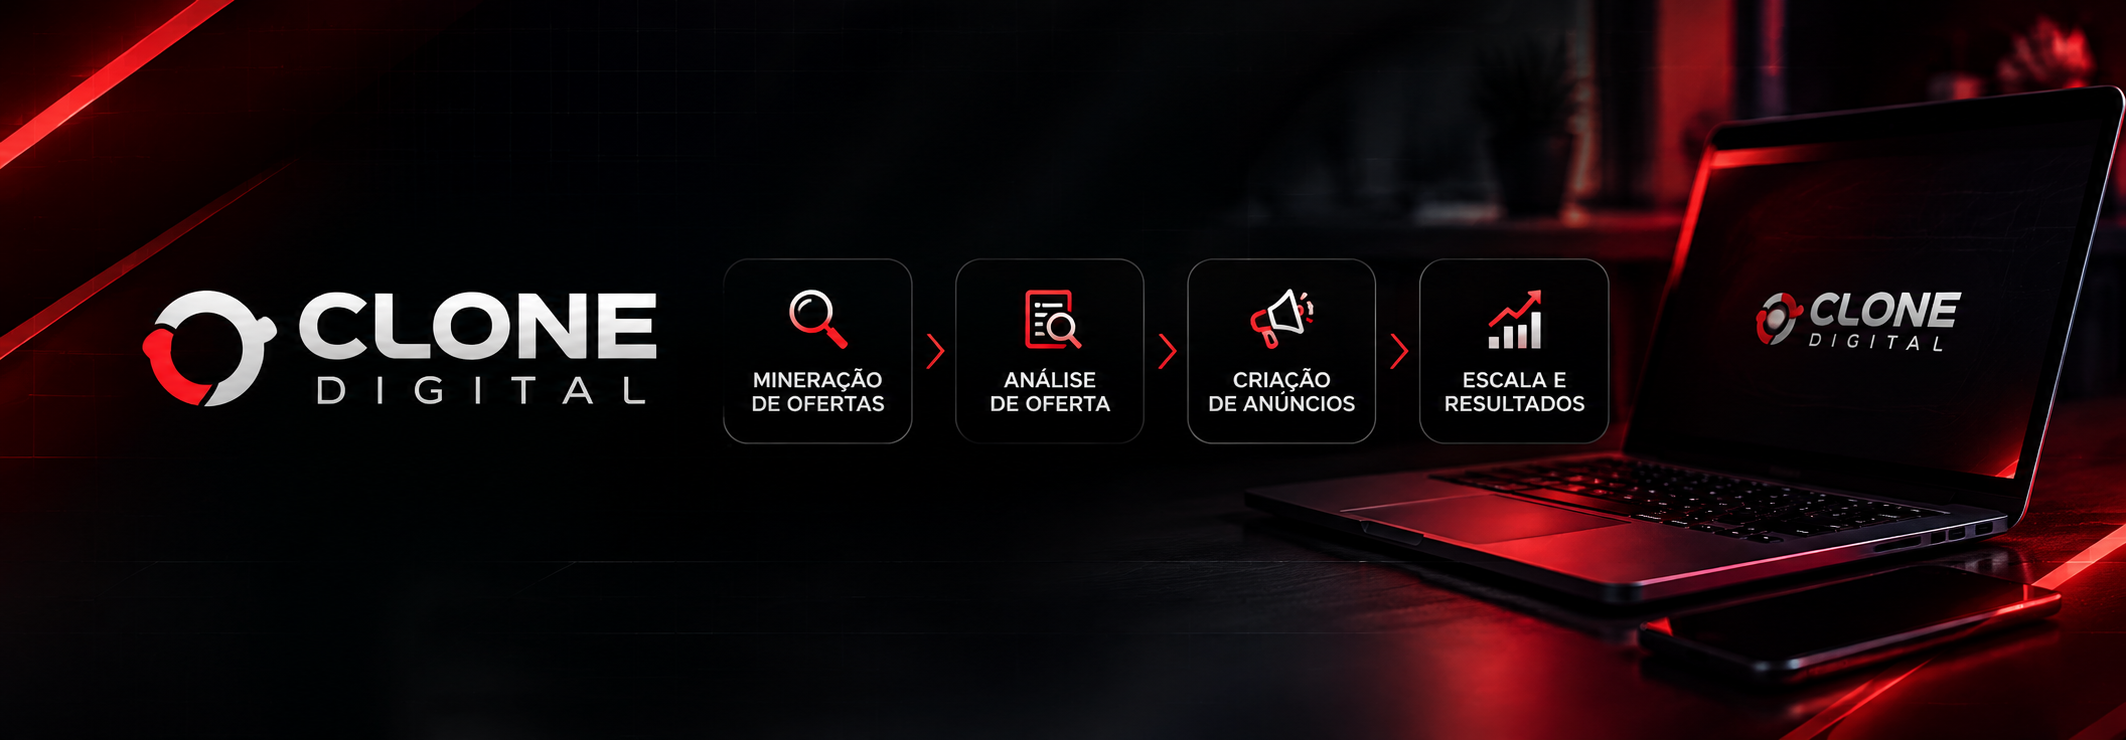 CLONE
DIGITAL
MINERAÇÃO
DE OFERTAS
ANÁLISE
DE OFERTA
CRIAÇÃO
DE ANÚNCIOS
ESCALA E
RESULTADOS
CLONE
DIGITAL